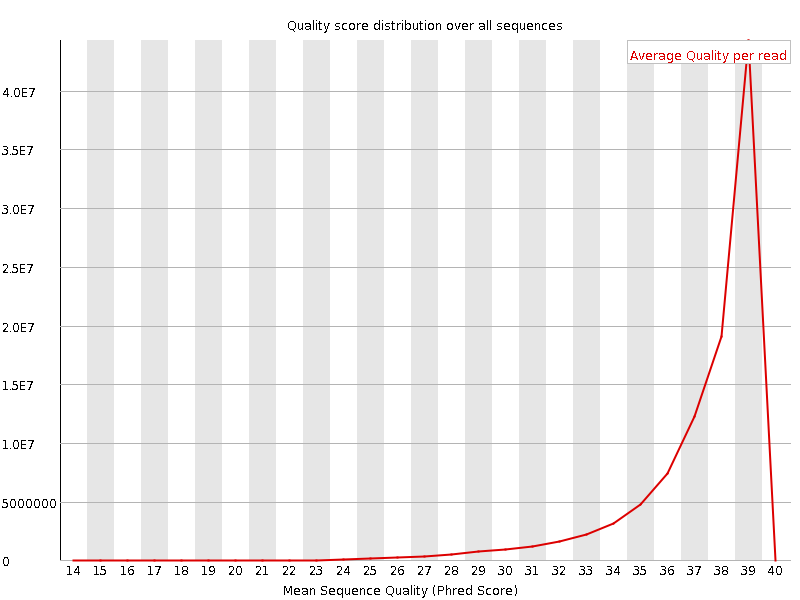 Quality score distribution over all sequences
Average Quality per read
4.0E7
3.5E7
3.0E7
2.5E7
2.0E7
1.5E7
1.0E7
5000000
0
14 15 16 17 18 19 20 21 22 23 24 25 26 27 28 29 30 31 32 33 34 35 36 37 38 39 40
Mean Sequence Quality (Phred Score)